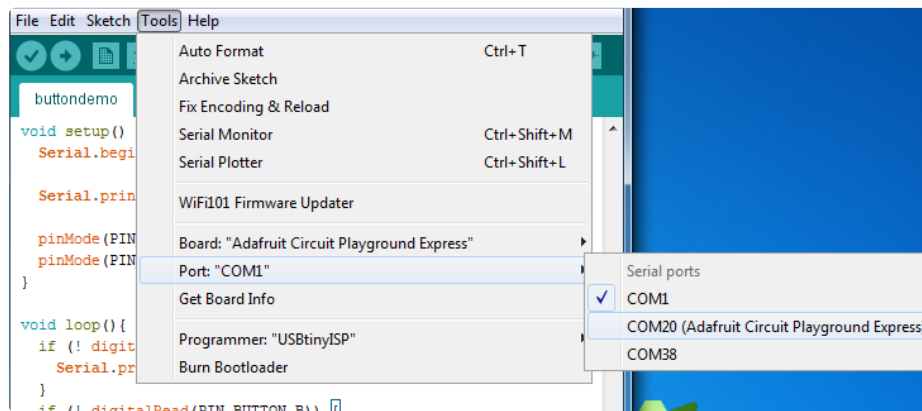 File Edit Sketch Tools Help
Auto Format Ctrl+T
Archive Sketch
buttondemo
Fix Encoding & Reload
void setup()
Serial Monitor Ctrl+Shift+M
Serial.begi
Serial Plotter Ctrl+Shift+L
Serial.prin
WiFi101 Firmware Updater
pinMode(PIN
Board: "Adafruit Circuit Playground Express"
pinMode(PIN
Port: "COM1"
Serial ports
}
Get Board Info
COM1
void loop(){
COM20 (Adafruit Circuit Playground Express
if (! digit
Programmer: "USBtinyISP"
COM38
Serial.pr
Burn Bootloader
}
if (! digitalRead(PIN_BUTTON_B)) {